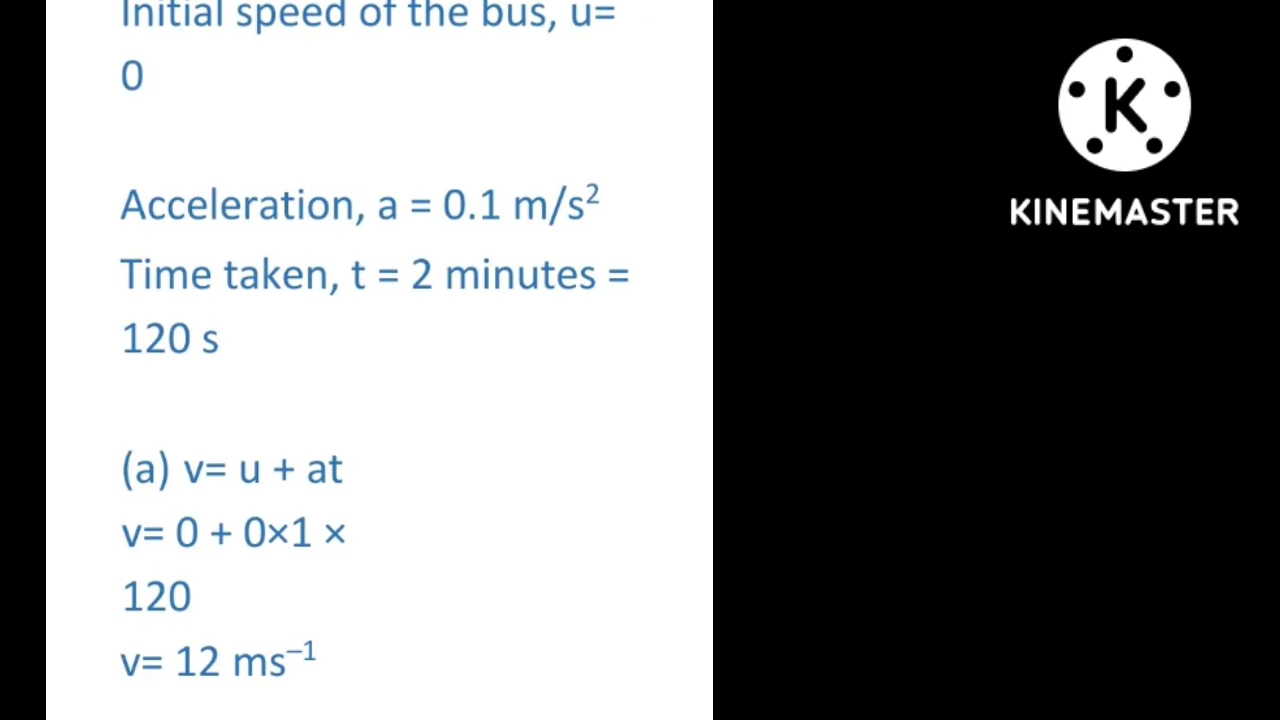 Initial speed of the bus, u=
0
Acceleration, a = 0.1 m/s²
Time taken, t = 2 minutes =
120 s
(a) v= u + at
v= 0 + 0×1 ×
120
v= 12 ms⁻¹
K
KINEMASTER